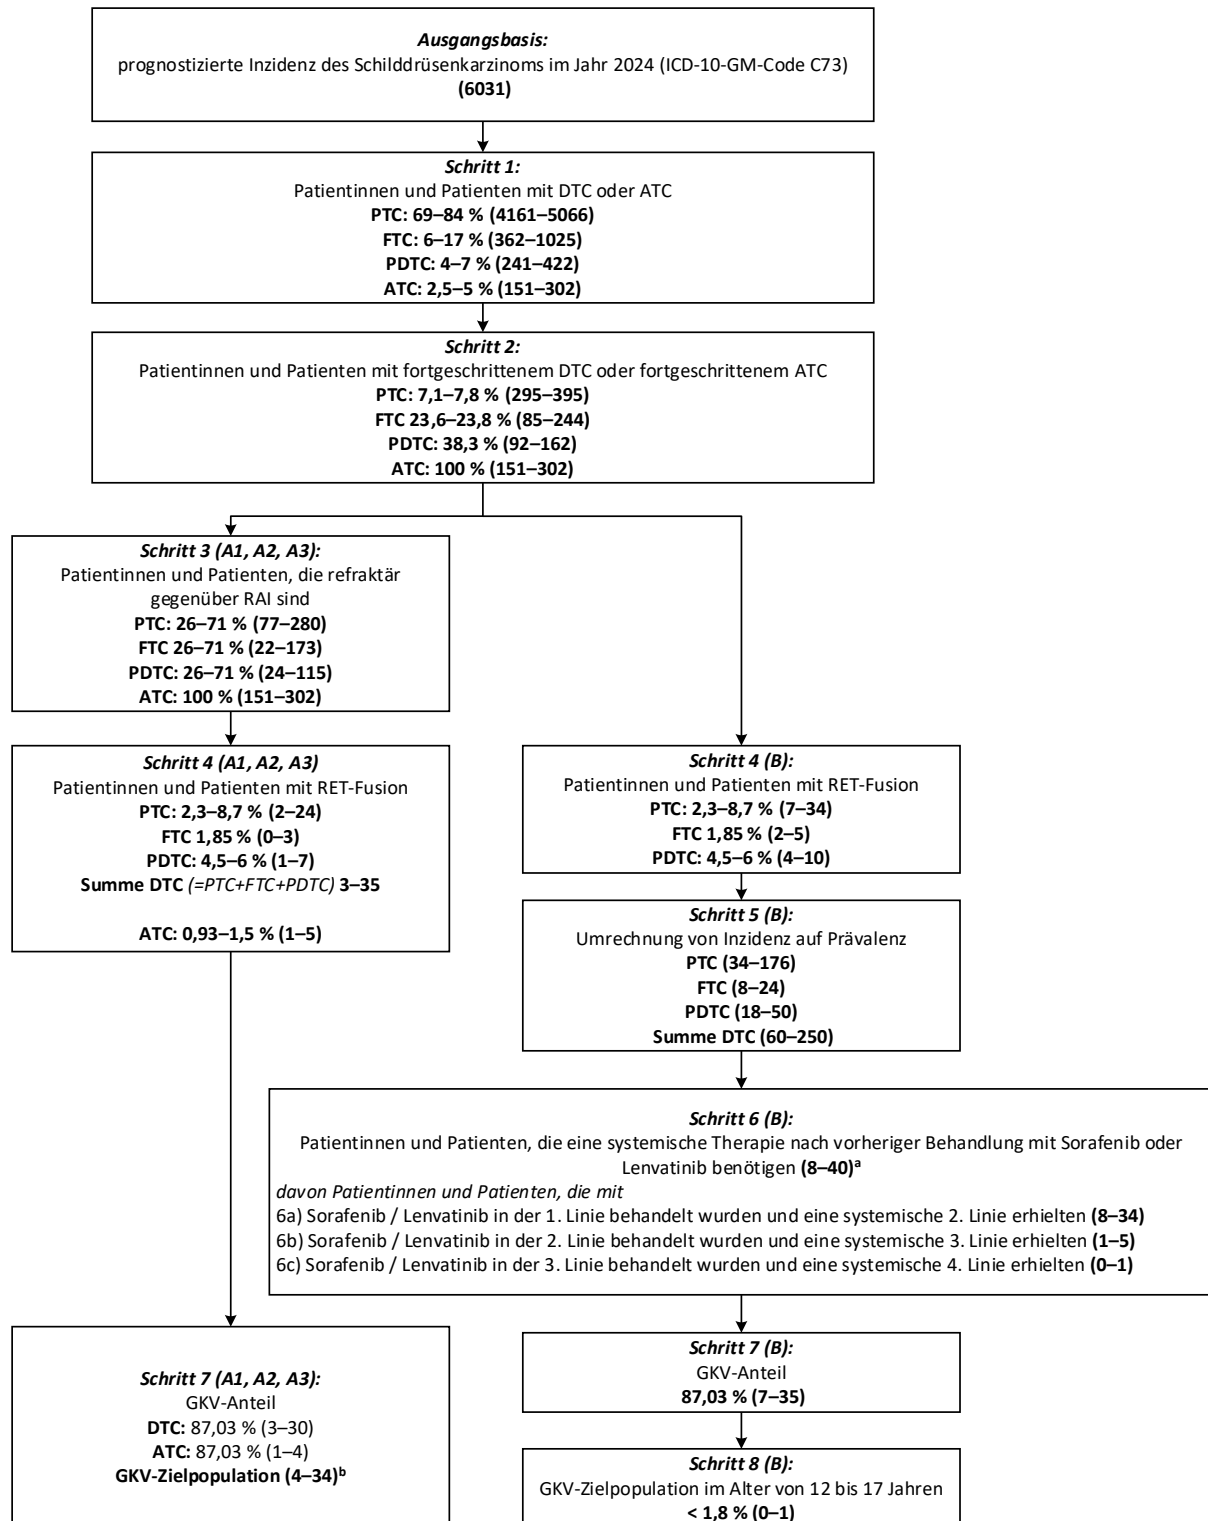 Ausgangsbasis:
prognostizierte Inzidenz des Schilddrüsenkarzinoms im Jahr 2024 (ICD-10-GM-Code C73)
(6031)
Schritt 1:
Patientinnen und Patienten mit DTC oder ATC
PTC: 69–84 % (4161–5066)
FTC: 6–17 % (362–1025)
PDTC: 4–7 % (241–422)
ATC: 2,5–5 % (151–302)
Schritt 2:
Patientinnen und Patienten mit fortgeschrittenem DTC oder fortgeschrittenem ATC
PTC: 7,1–7,8 % (295–395)
FTC 23,6–23,8 % (85–244)
PDTC: 38,3 % (92–162)
ATC: 100 % (151–302)
Schritt 3 (A1, A2, A3):
Patientinnen und Patienten, die refraktär
gegenüber RAI sind
PTC: 26–71 % (77–280)
FTC 26–71 % (22–173)
PDTC: 26–71 % (24–115)
ATC: 100 % (151–302)
Schritt 4 (A1, A2, A3)
Patientinnen und Patienten mit RET-Fusion
PTC: 2,3–8,7 % (2–24)
FTC 1,85 % (0–3)
PDTC: 4,5–6 % (1–7)
Summe DTC (=PTC+FTC+PDTC) 3–35
ATC: 0,93–1,5 % (1–5)
Schritt 4 (B):
Patientinnen und Patienten mit RET-Fusion
PTC: 2,3–8,7 % (7–34)
FTC 1,85 % (2–5)
PDTC: 4,5–6 % (4–10)
Schritt 5 (B):
Umrechnung von Inzidenz auf Prävalenz
PTC (34–176)
FTC (8–24)
PDTC (18–50)
Summe DTC (60–250)
Schritt 6 (B):
Patientinnen und Patienten, die eine systemische Therapie nach vorheriger Behandlung mit Sorafenib oder
Lenvatinib benötigen (8–40)ᵃ
davon Patientinnen und Patienten, die mit
6a) Sorafenib / Lenvatinib in der 1. Linie behandelt wurden und eine systemische 2. Linie erhielten (8–34)
6b) Sorafenib / Lenvatinib in der 2. Linie behandelt wurden und eine systemische 3. Linie erhielten (1–5)
6c) Sorafenib / Lenvatinib in der 3. Linie behandelt wurden und eine systemische 4. Linie erhielten (0–1)
Schritt 7 (A1, A2, A3):
GKV-Anteil
DTC: 87,03 % (3–30)
ATC: 87,03 % (1–4)
GKV-Zielpopulation (4–34)ᵇ
Schritt 7 (B):
GKV-Anteil
87,03 % (7–35)
Schritt 8 (B):
GKV-Zielpopulation im Alter von 12 bis 17 Jahren
< 1,8 % (0–1)